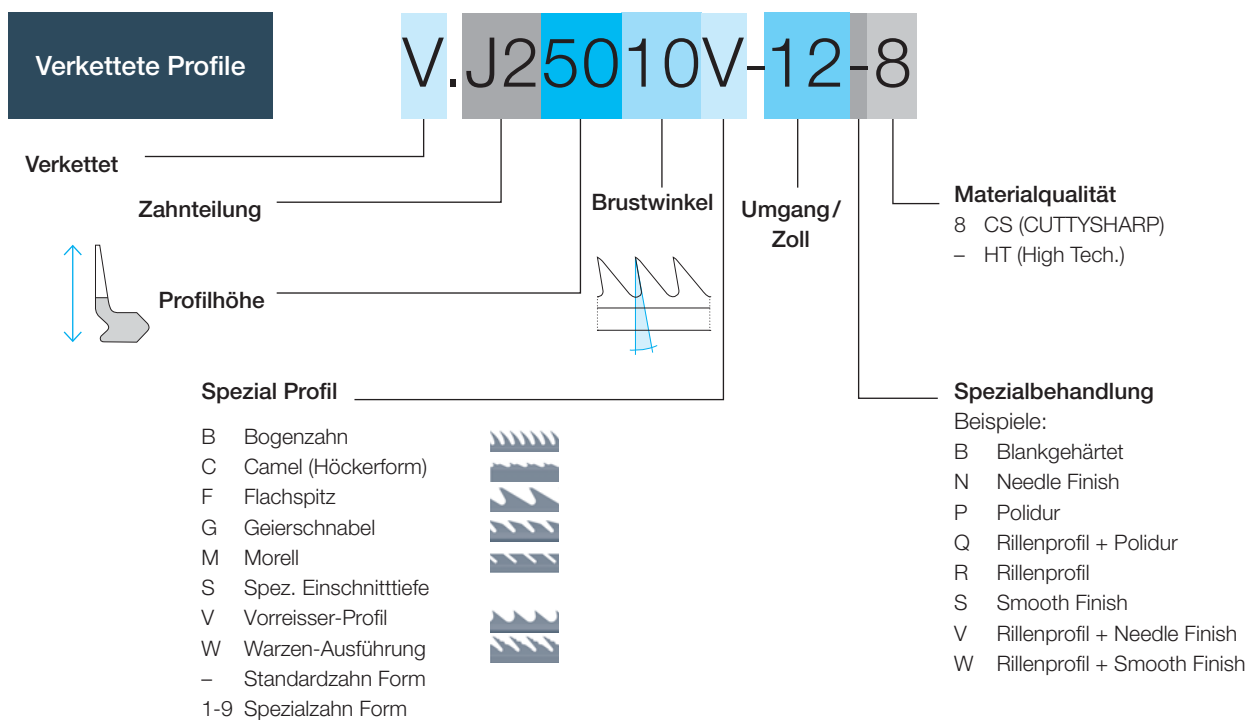 Verkettete Profile
V.J25010V-12-8
Verkettet
Zahnteilung
Profilhöhe
Brustwinkel
Umgang/
Zoll
Materialqualität
8 CS (CUTTYSHARP)
– HT (High Tech.)
Spezial Profil
B Bogenzahn
C Camel (Höckerform)
F Flachspitz
G Geierschnabel
M Morell
S Spez. Einschnitttiefe
V Vorreisser-Profil
W Warzen-Ausführung
– Standardzahn Form
1-9 Spezialzahn Form
Spezialbehandlung
Beispiele:
B Blankgehärtet
N Needle Finish
P Polidur
Q Rillenprofil + Polidur
R Rillenprofil
S Smooth Finish
V Rillenprofil + Needle Finish
W Rillenprofil + Smooth Finish